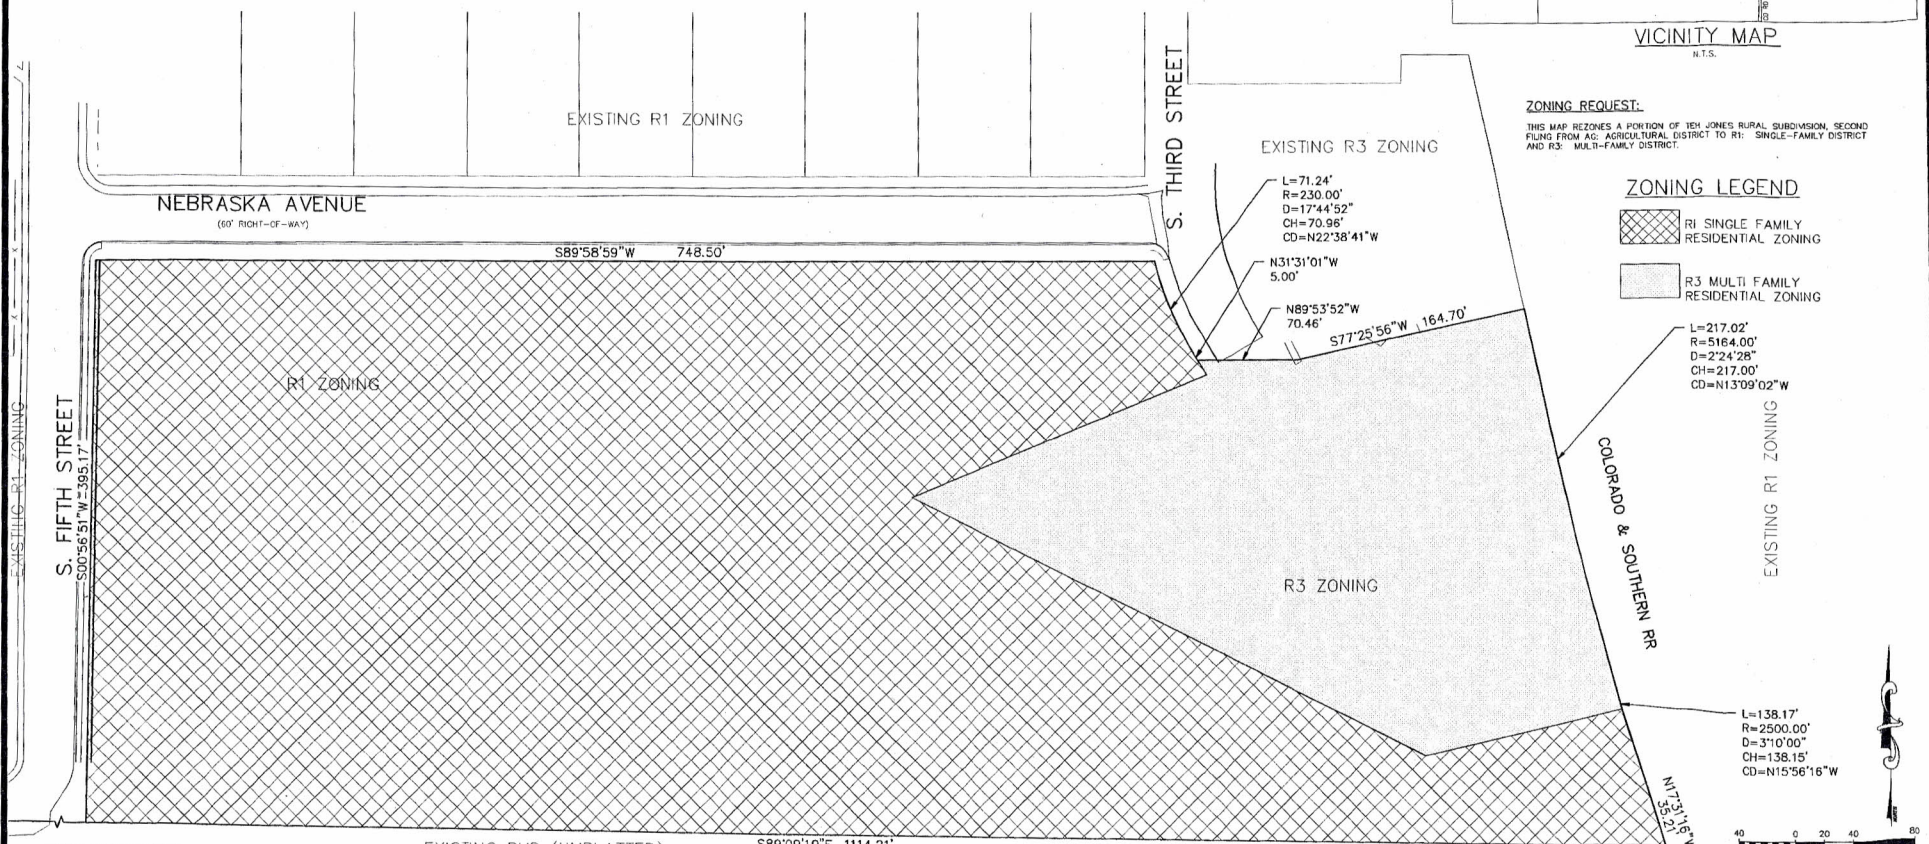 VICINITY MAP
N.T.S.
ZONING REQUEST:
THIS MAP REZONES A PORTION OF TEH JONES RURAL SUBDIVISION, SECOND
FILING FROM AG: AGRICULTURAL DISTRICT TO R1: SINGLE-FAMILY DISTRICT
AND R3: MULTI-FAMILY DISTRICT.
ZONING LEGEND
R1 SINGLE FAMILY
RESIDENTIAL ZONING
R3 MULTI FAMILY
RESIDENTIAL ZONING
EXISTING R1 ZONING
S. THIRD STREET
EXISTING R3 ZONING
L=71.24'
R=230.00'
D=17°44'52"
CH=70.96'
CD=N22°38'41"W
N31°31'01"W
5.00'
N89°53'52"W
70.46'
S77°25'56"W 164.70'
NEBRASKA AVENUE
(60' RIGHT-OF-WAY)
S89°58'59"W 748.50'
L=217.02'
R=5164.00'
D=2°24'28"
CH=217.00'
CD=N13°09'02"W
R1 ZONING
EXISTING R1 ZONING
S. FIFTH STREET
S00°56'51"W 395.17'
R3 ZONING
COLORADO & SOUTHERN RR
EXISTING R1 ZONING
L=138.17'
R=2500.00'
D=3°10'00"
CH=138.15'
CD=N15°56'16"W
N17°31'16"W
35.21'
S89°09'19"E 1114.21'
40 0 20 40 80